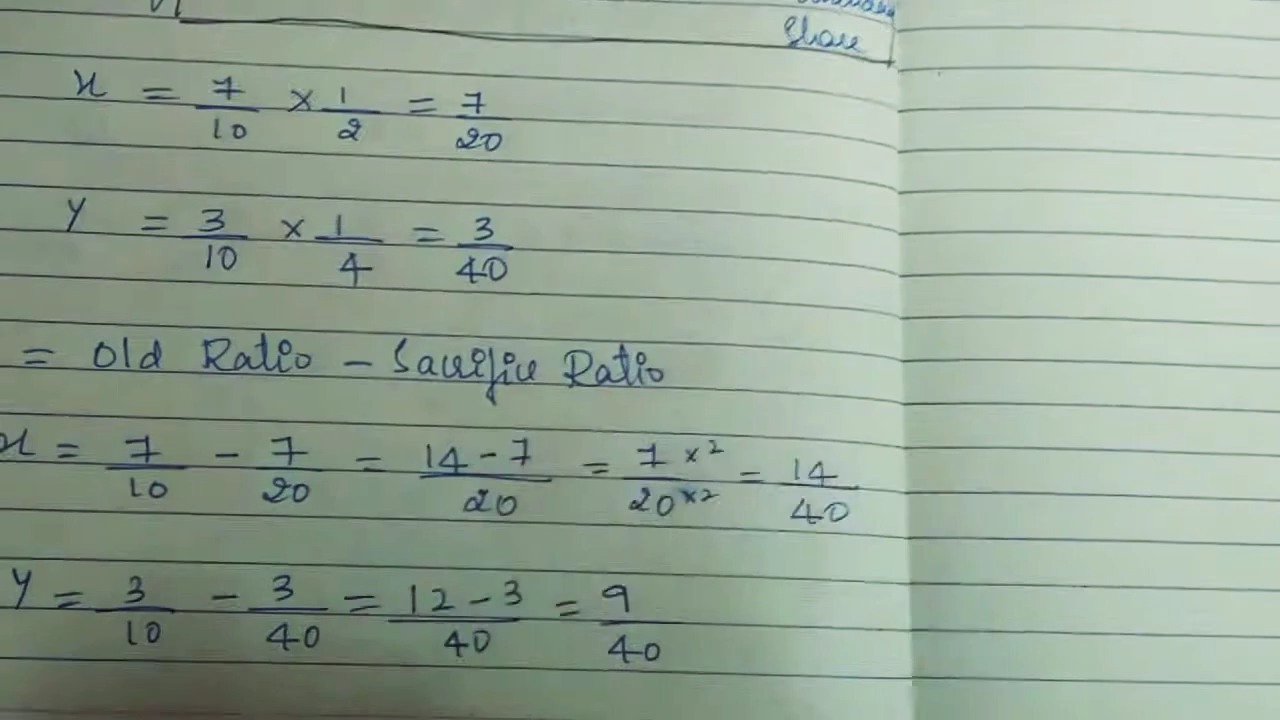 Share
x = 7/10 × 1/2 = 7/20
Y = 3/10 × 1/4 = 3/40
= Old Ratio - Sacrifice Ratio
x = 7/10 - 7/20 = 14-7/20 = 7×2/20×2 = 14/40
Y = 3/10 - 3/40 = 12-3/40 = 9/40